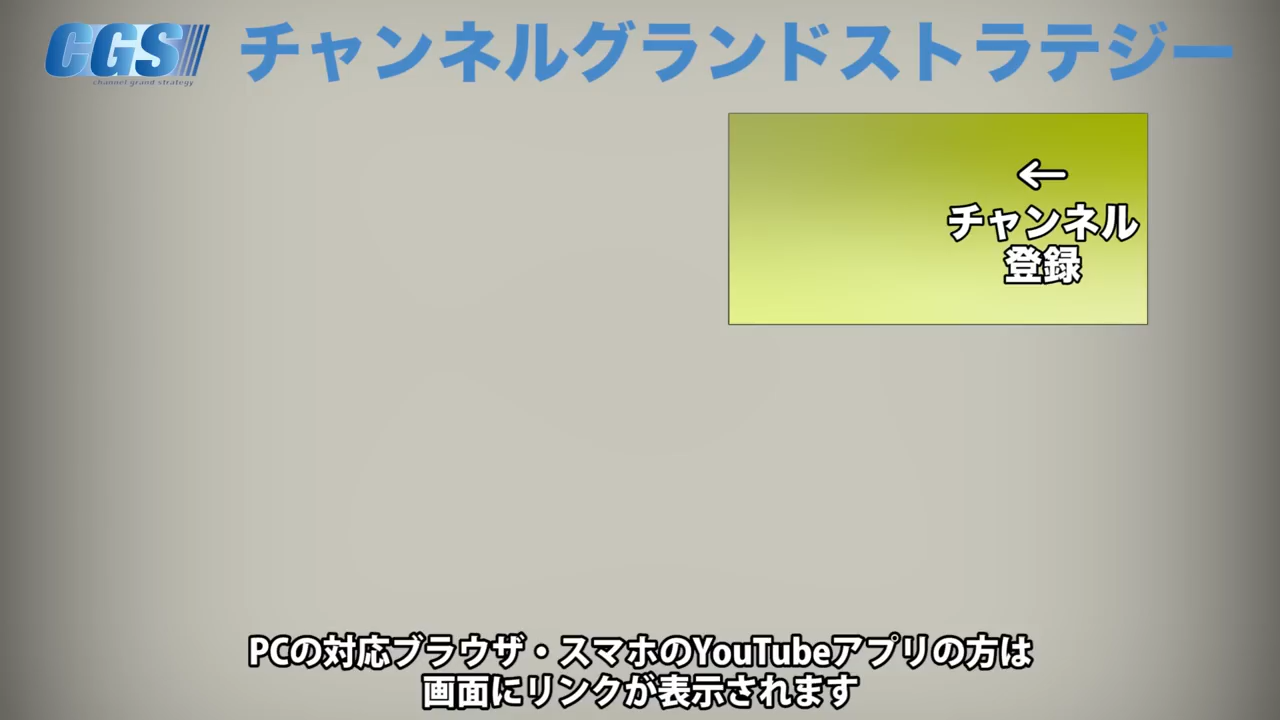 CGS
channel grand strategy
チャンネルグランドストラテジー
←
チャンネル
登録
PCの対応ブラウザ・スマホのYouTubeアプリの方は
画面にリンクが表示されます